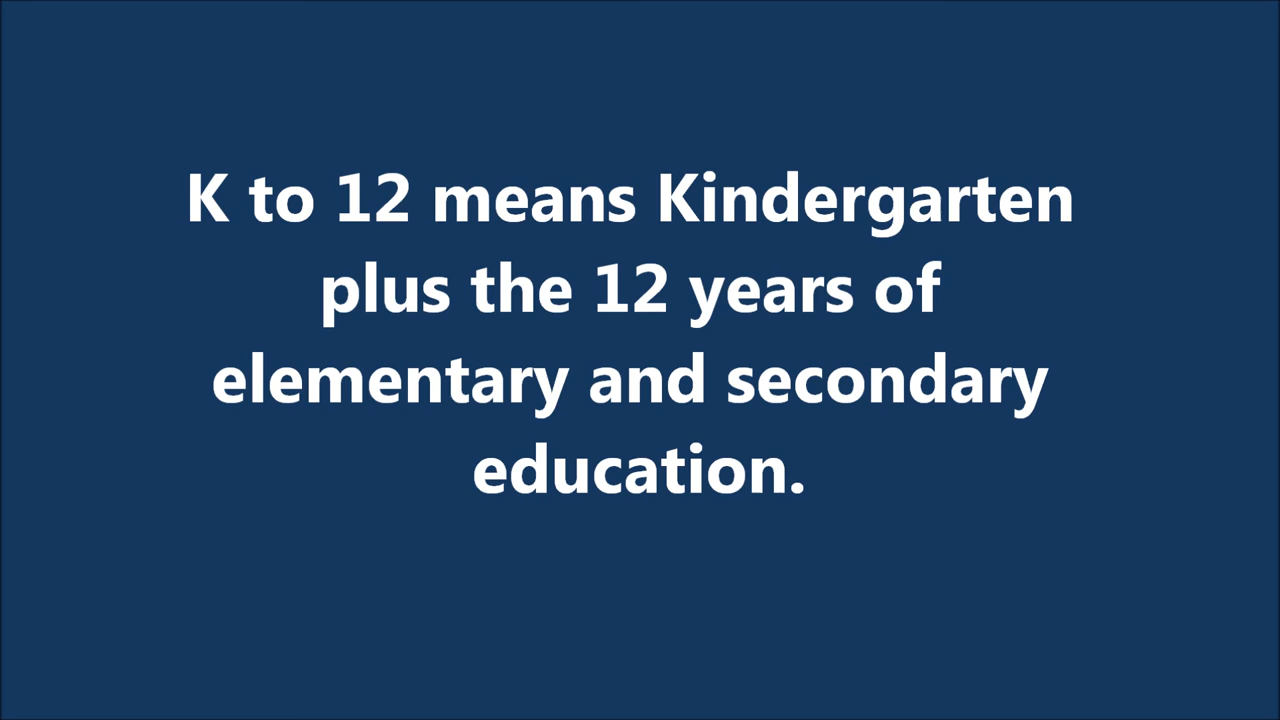 K to 12 means Kindergarten
plus the 12 years of
elementary and secondary
education.